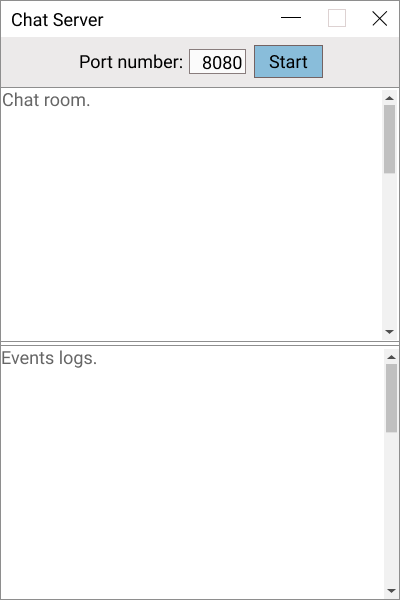 Chat Server
Port number: 8080 Start
Chat room.
Events logs.